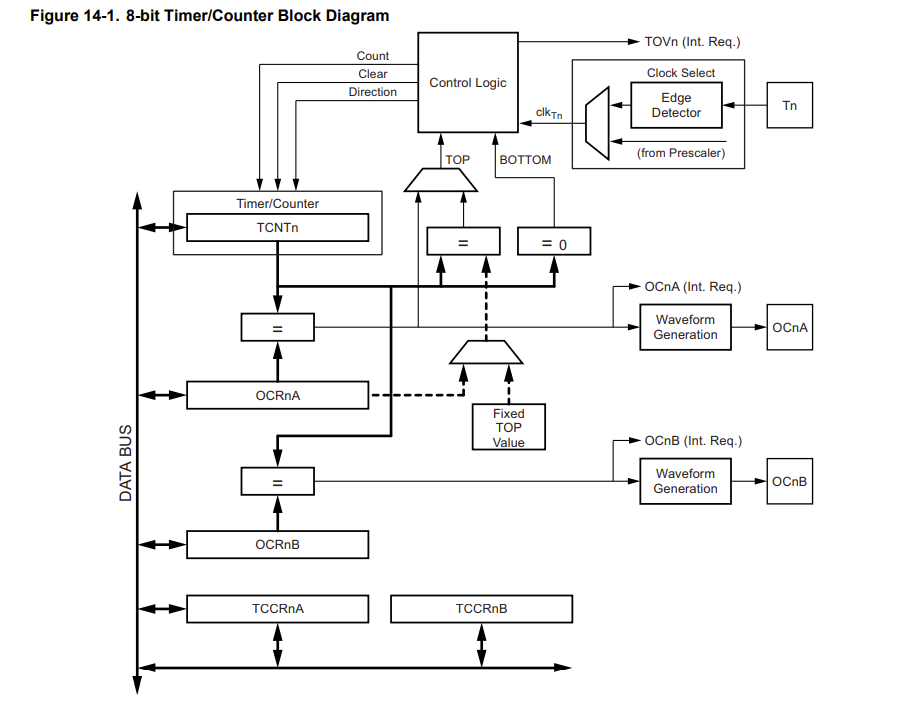 Figure 14-1. 8-bit Timer/Counter Block Diagram
TOVn (Int. Req.)
Count
Clear
Direction
Control Logic
Clock Select
Edge
Detector
Tn
clkTn
(from Prescaler)
TOP
BOTTOM
Timer/Counter
TCNTn
=
= 0
OCnA (Int. Req.)
=
Waveform
Generation
OCnA
OCRnA
Fixed
TOP
Value
DATA BUS
OCnB (Int. Req.)
=
Waveform
Generation
OCnB
OCRnB
TCCRnA
TCCRnB